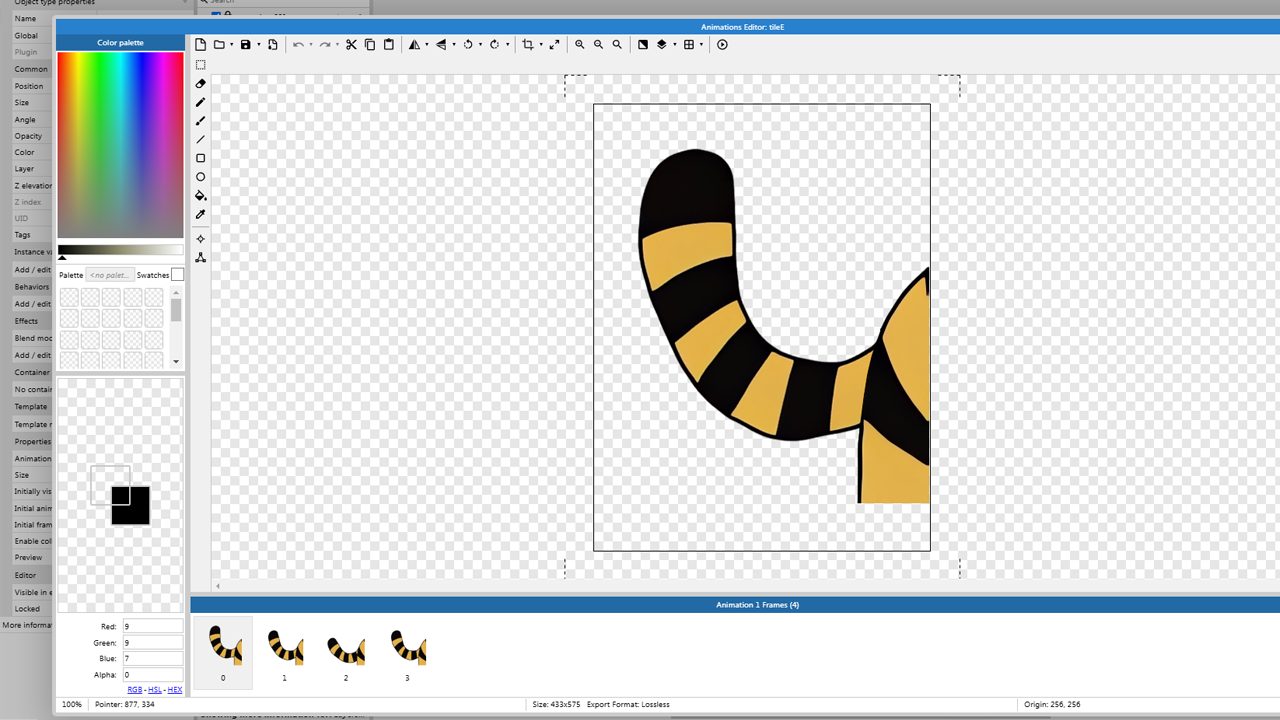 Object type properties
Search
Name
Global
Plugin
Common
Position
Size
Angle
Opacity
Color
Layer
Z elevation
Z index
UID
Tags
Instance va
Add / edit
Behaviors
Add / edit
Effects
Blend mod
Add / edit
Container
No contain
Template
Template n
Properties
Animation
Size
Initially vis
Initial anim
Initial fram
Enable coll
Preview
Editor
Visible in e
Locked
More informat
Animations Editor: tileE
Color palette
Palette
<no palet...
Swatches
Red: 9
Green: 9
Blue: 7
Alpha: 0
RGB - HSL - HEX
Animation 1 Frames (4)
0
1
2
3
100%
Pointer: 877, 334
Size: 433x575
Export Format: Lossless
Origin: 256, 256